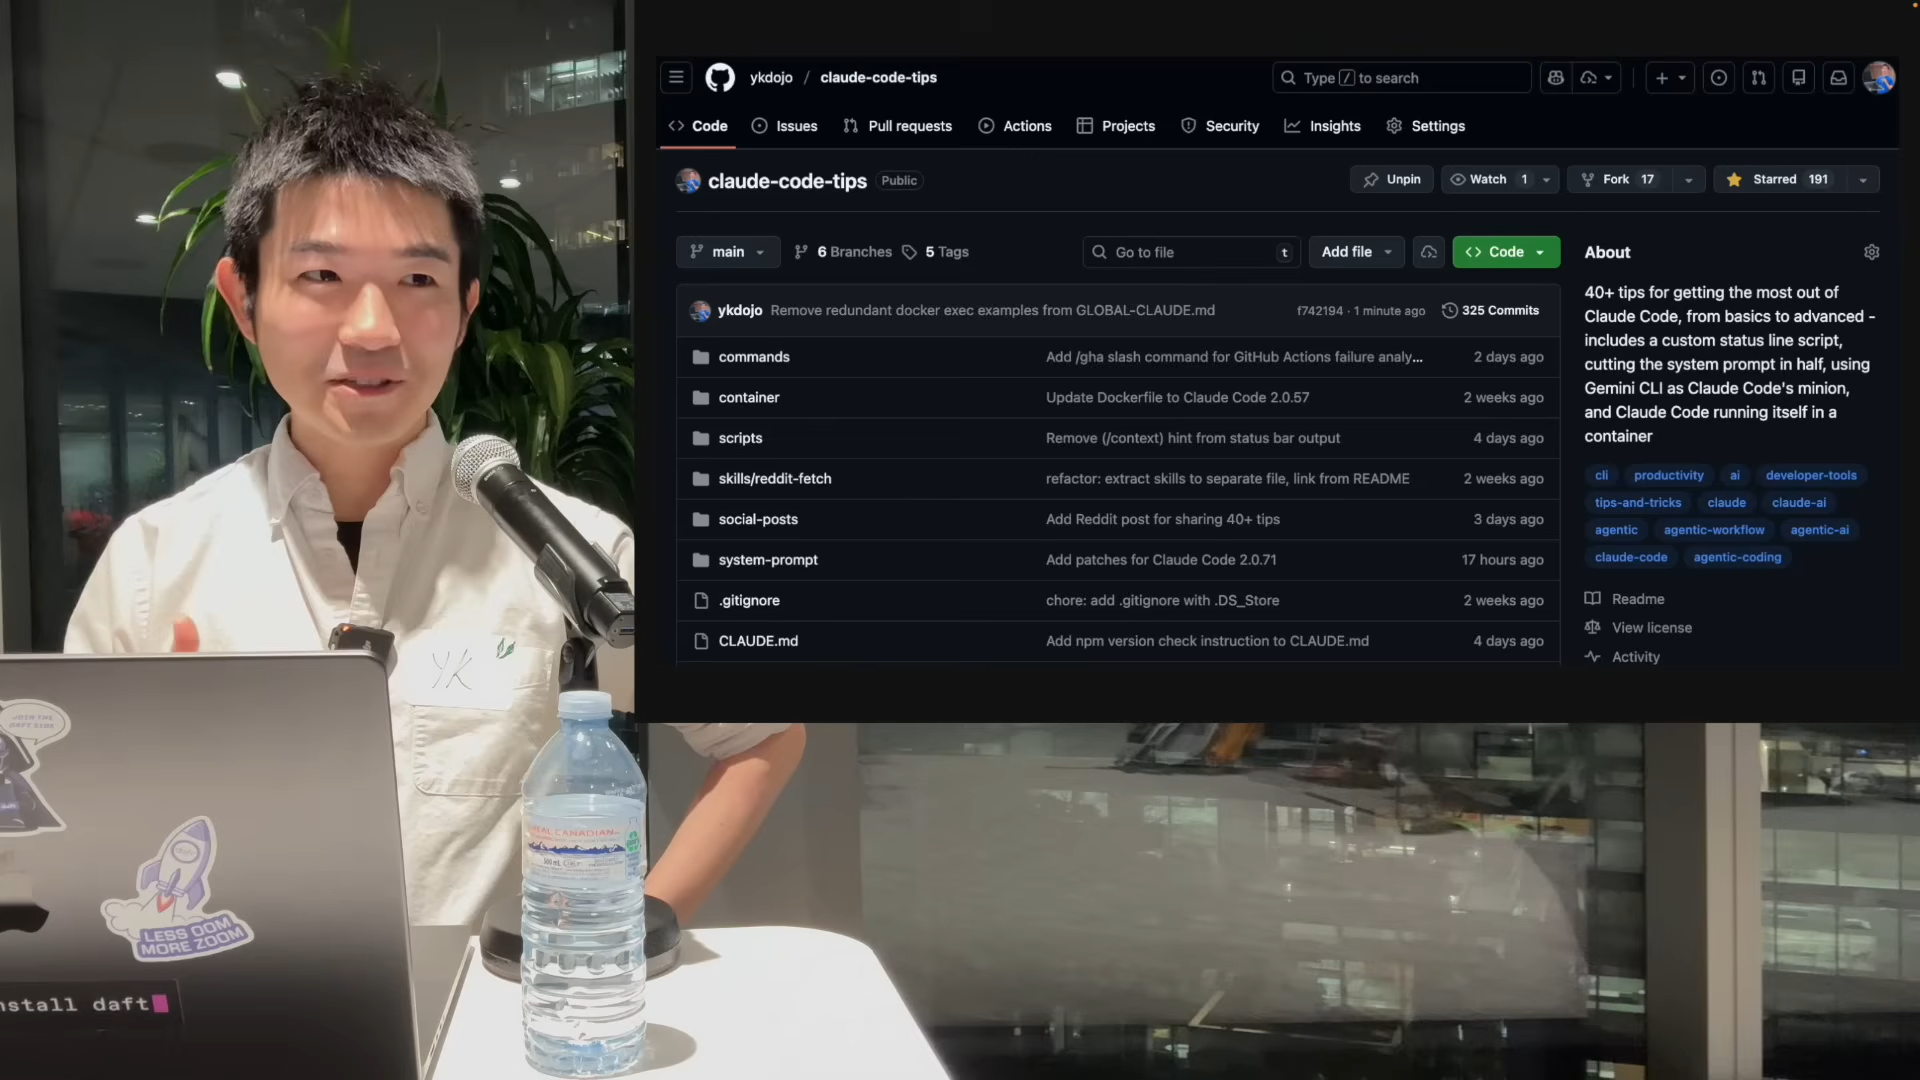 ykdojo / claude-code-tips
Type / to search
Code Issues Pull requests Actions Projects Security Insights Settings
claude-code-tips Public
Unpin Watch 1 Fork 17 Starred 191
main 6 Branches 5 Tags Go to file t Add file Code
ykdojo Remove redundant docker exec examples from GLOBAL-CLAUDE.md f742194 · 1 minute ago 325 Commits
commands Add /gha slash command for GitHub Actions failure analy... 2 days ago
container Update Dockerfile to Claude Code 2.0.57 2 weeks ago
scripts Remove (/context) hint from status bar output 4 days ago
skills/reddit-fetch refactor: extract skills to separate file, link from README 2 weeks ago
social-posts Add Reddit post for sharing 40+ tips 3 days ago
system-prompt Add patches for Claude Code 2.0.71 17 hours ago
.gitignore chore: add .gitignore with .DS_Store 2 weeks ago
CLAUDE.md Add npm version check instruction to CLAUDE.md 4 days ago
About
40+ tips for getting the most out of
Claude Code, from basics to advanced -
includes a custom status line script,
cutting the system prompt in half, using
Gemini CLI as Claude Code's minion,
and Claude Code running itself in a
container
cli productivity ai developer-tools
tips-and-tricks claude claude-ai
agentic agentic-workflow agentic-ai
claude-code agentic-coding
Readme
View license
Activity
YK
JOIN THE
DAFT SIDE
LESS OOM
MORE ZOOM
nstall daft
REAL CANADIAN
500 mL